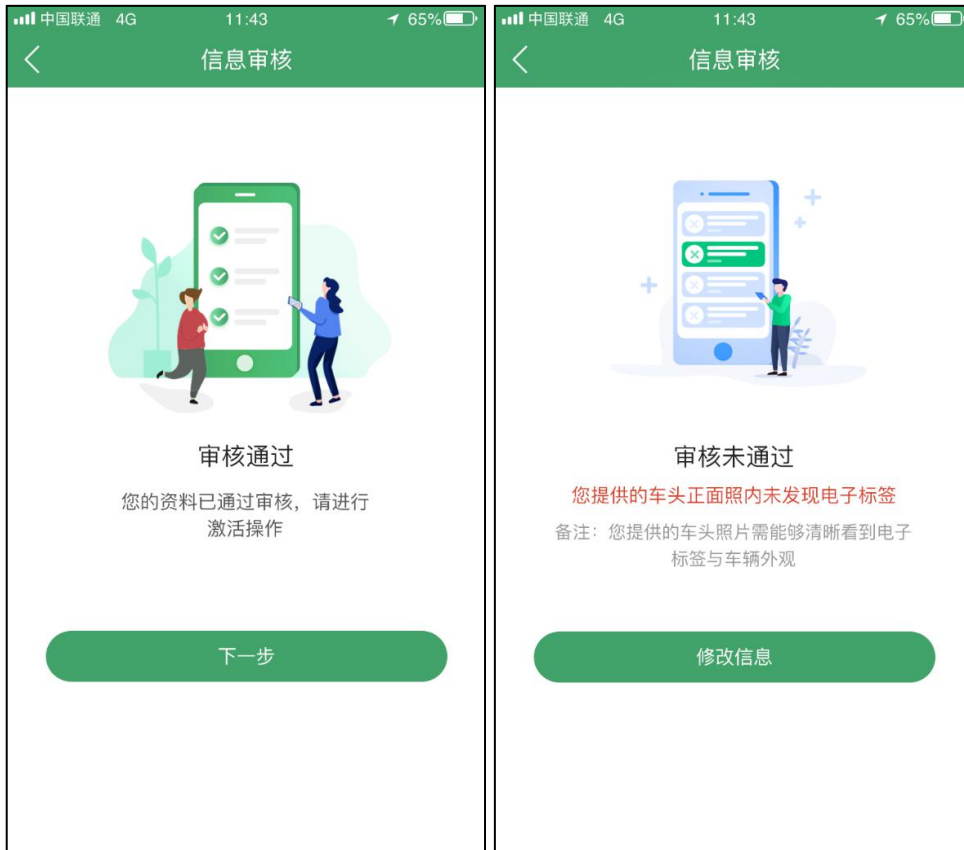 中国联通 4G 11:43 65%
信息审核
审核通过
您的资料已通过审核，请进行
激活操作
下一步
中国联通 4G 11:43 65%
信息审核
审核未通过
您提供的车头正面照内未发现电子标签
备注：您提供的车头照片需能够清晰看到电子
标签与车辆外观
修改信息